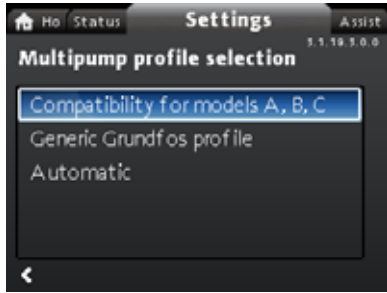 Ho Status Settings Assist
3.1.19.3.0.0
Multipump profile selection
Compatibility for models A, B, C
Generic Grundfos profile
Automatic